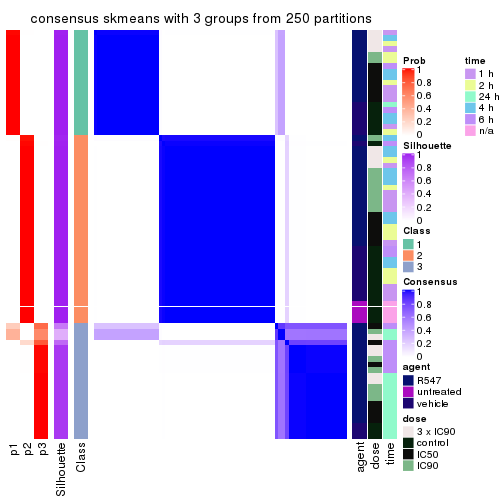 consensus skmeans with 3 groups from 250 partitions
Prob
1
0.8
0.6
0.4
0.2
0
Silhouette
1
0.8
0.6
0.4
0.2
0
Class
1
2
3
Consensus
1
0.8
0.6
0.4
0.2
0
agent
R547
untreated
vehicle
dose
3 x IC90
control
IC50
IC90
time
1 h
2 h
24 h
4 h
6 h
n/a
p1
p2
p3
Silhouette
Class
agent
dose
time